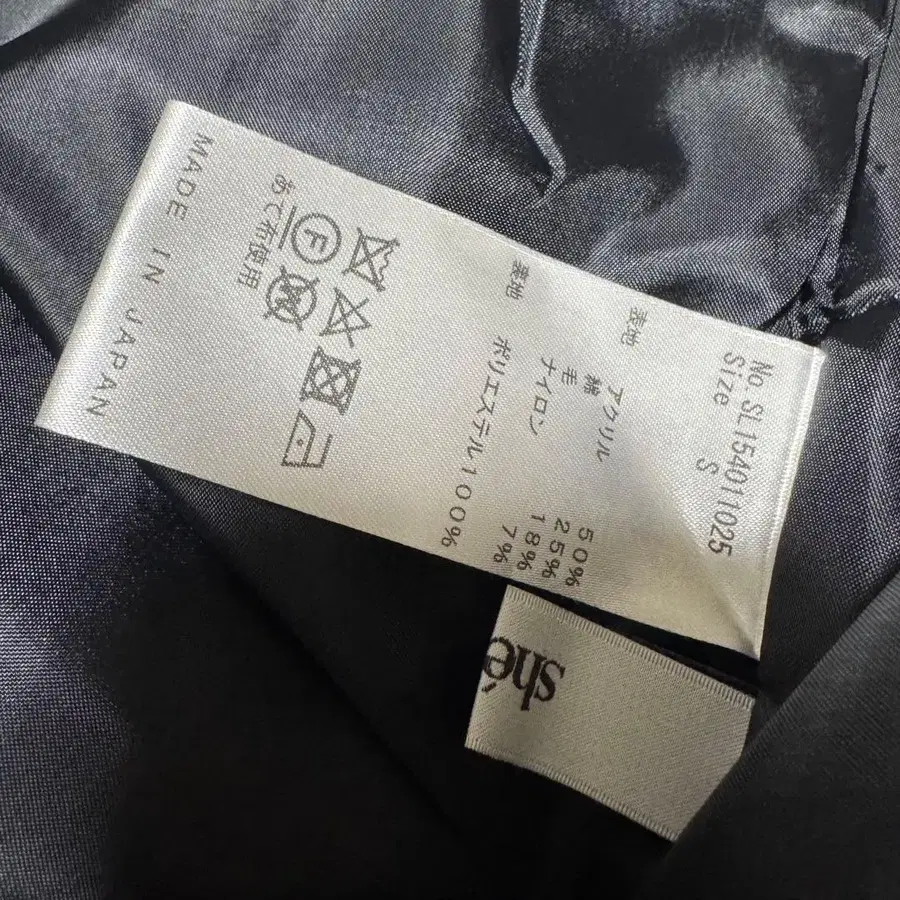 No. SL154011025
Size S
表地 アクリル 50%
綿 25%
毛 18%
ナイロン 7%
裏地 ポリエステル100%
F
W
あて布使用
MADE IN JAPAN
shé